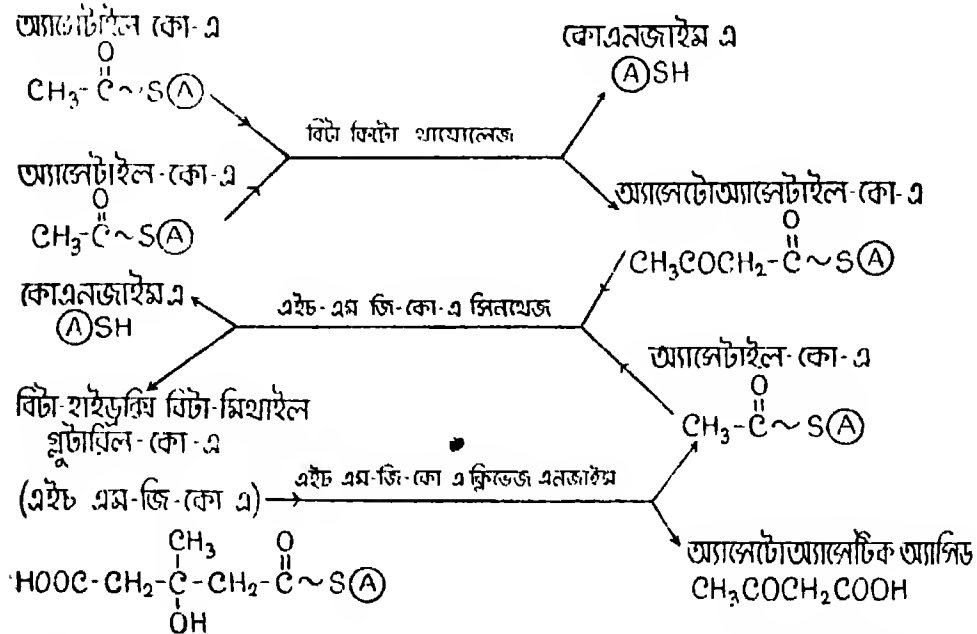 অ্যাসেটাইল কো-এ
O
CH₃-C~S(A)
কোএনজাইম এ
(A)SH
বিটা কিটো থায়োলেজ
অ্যাসেটাইল-কো-এ
O
CH₃-C~S(A)
অ্যাসেটোঅ্যাসেটাইল-কো-এ
O
CH₃COCH₂-C~S(A)
কোএনজাইম এ
(A)SH
এইচ-এম জি-কো-এ সিনথেজ
অ্যাসেটাইল-কো-এ
O
CH₃-C~S(A)
বিটা-হাইড্রক্সি বিটা-মিথাইল
গ্লুটারিল-কো-এ
(এইচ এম-জি-কো এ)
এইচ এম-জি-কো এ ক্লিভেজ এনজাইম
অ্যাসেটোঅ্যাসেটিক অ্যাসিড
CH₃COCH₂COOH
CH₃ O
HOOC-CH₂-C-CH₂-C~S(A)
OH